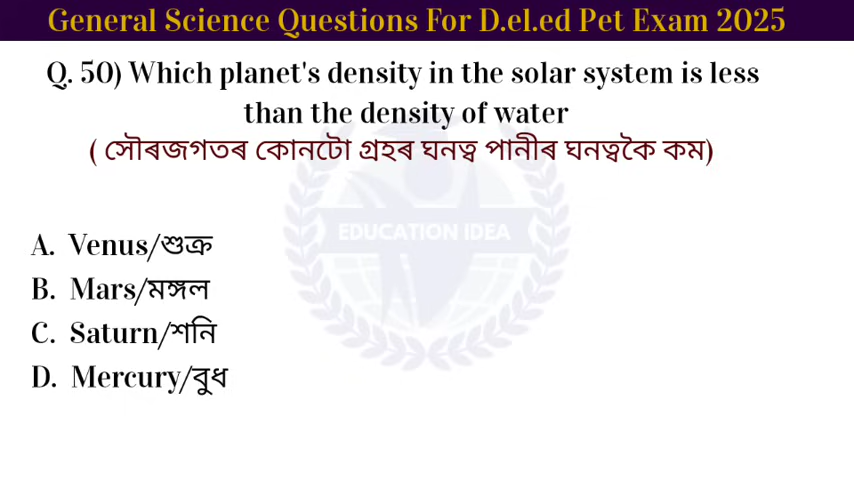 General Science Questions For D.el.ed Pet Exam 2025
Q. 50) Which planet's density in the solar system is less
than the density of water
( সৌৰজগতৰ কোনটো গ্ৰহৰ ঘনত্ব পানীৰ ঘনত্বকৈ কম)
EDUCATION IDEA
A. Venus/শুক্ৰ
B. Mars/মঙ্গল
C. Saturn/শনি
D. Mercury/বুধ